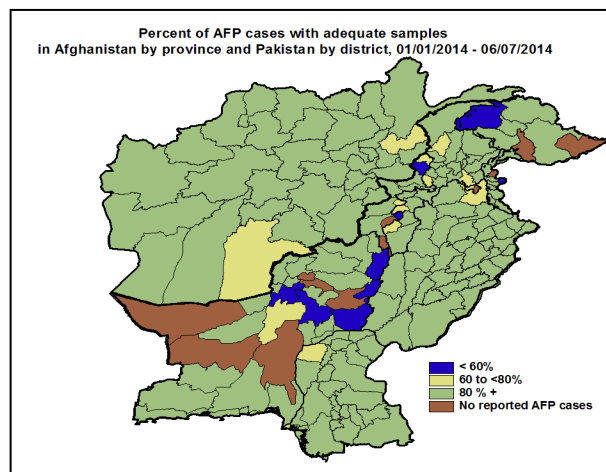 Percent of AFP cases with adequate samples
in Afghanistan by province and Pakistan by district, 01/01/2014 - 06/07/2014
< 60%
60 to <80%
80 % +
No reported AFP cases